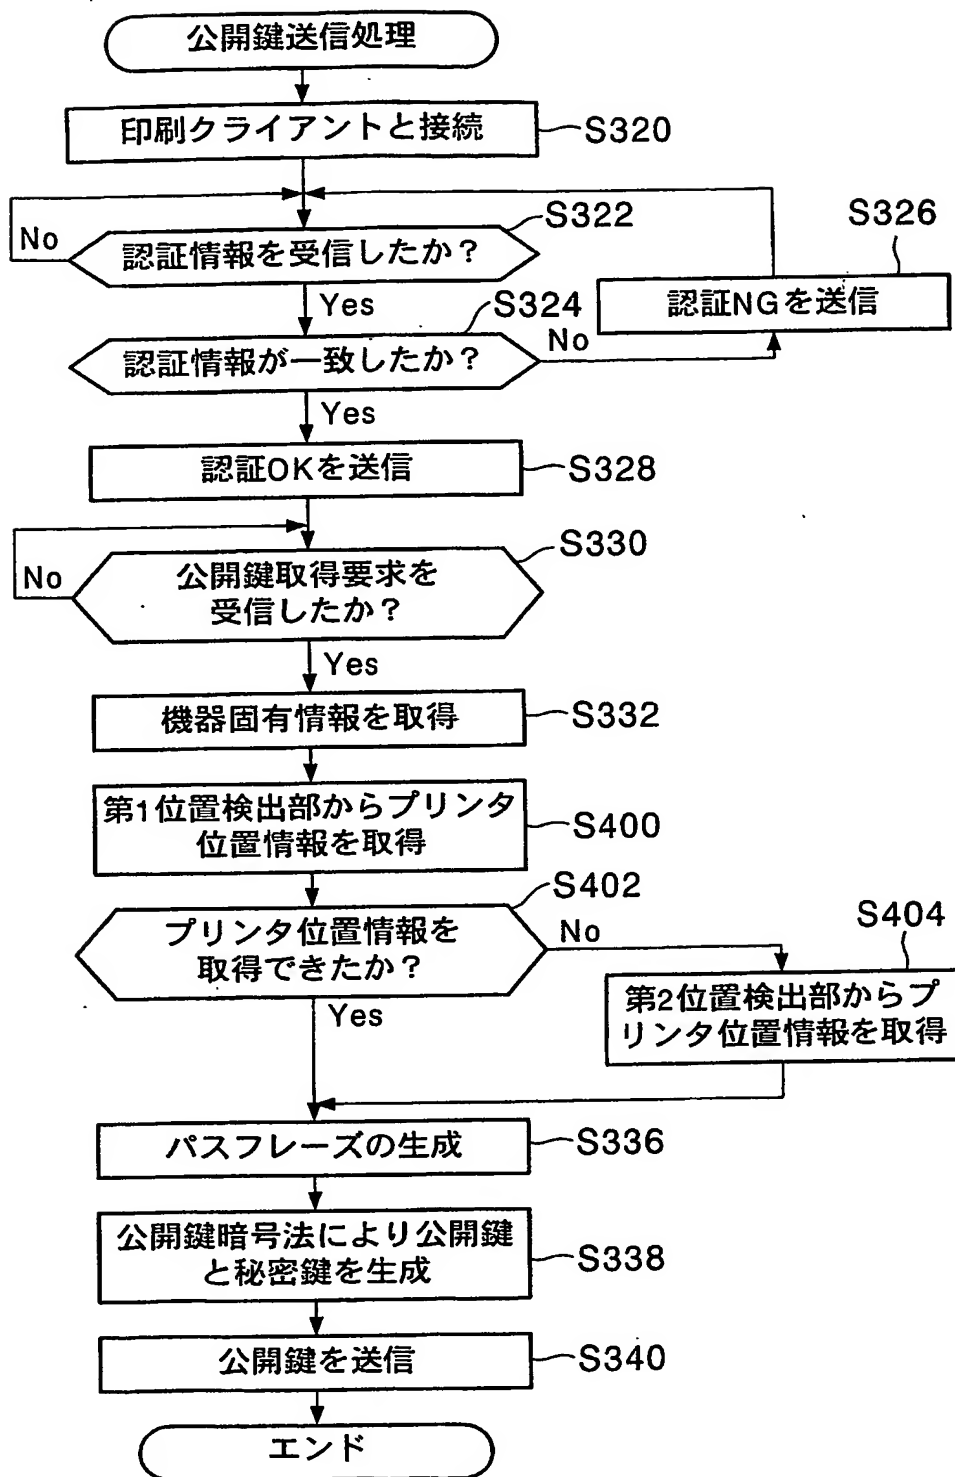 公開鍵送信処理
印刷クライアントと接続
S320
S322
No
認証情報を受信したか？
S326
認証NGを送信
Yes
S324
認証情報が一致したか？
No
Yes
認証OKを送信
S328
S330
No
公開鍵取得要求を
受信したか？
Yes
機器固有情報を取得
S332
第1位置検出部からプリンタ
位置情報を取得
S400
S402
プリンタ位置情報を
取得できたか？
No
S404
第2位置検出部からプ
リンタ位置情報を取得
Yes
パスフレーズの生成
S336
公開鍵暗号法により公開鍵
と秘密鍵を生成
S338
公開鍵を送信
S340
エンド